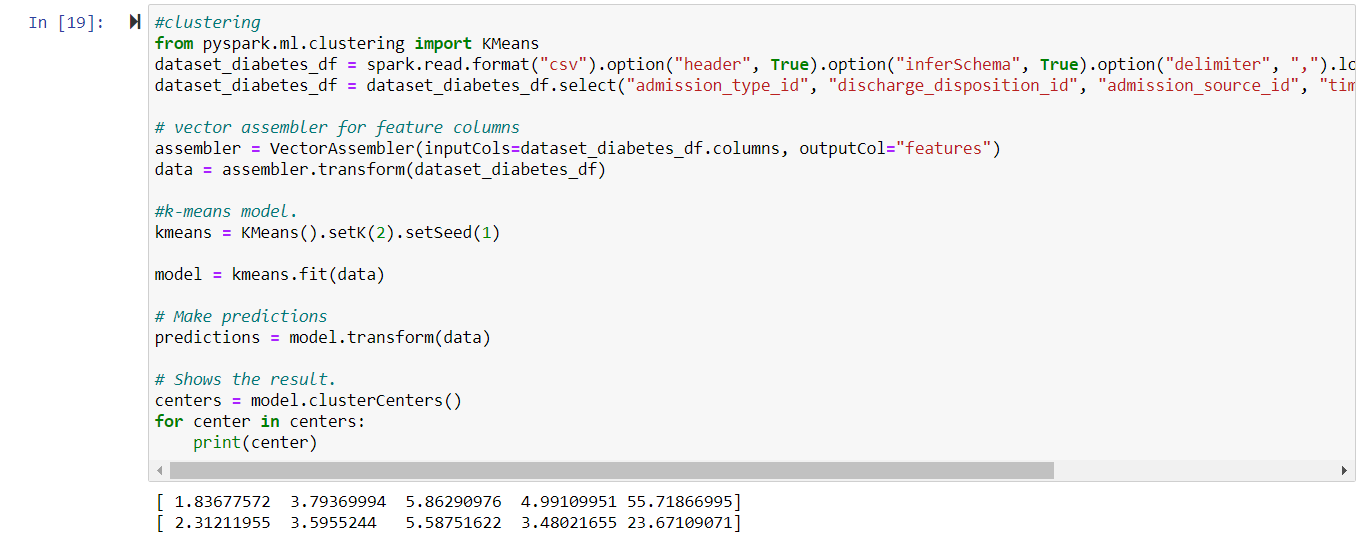 In [19]:
#clustering
from pyspark.ml.clustering import KMeans
dataset_diabetes_df = spark.read.format("csv").option("header", True).option("inferSchema", True).option("delimiter", ",").lo
dataset_diabetes_df = dataset_diabetes_df.select("admission_type_id", "discharge_disposition_id", "admission_source_id", "tim
# vector assembler for feature columns
assembler = VectorAssembler(inputCols=dataset_diabetes_df.columns, outputCol="features")
data = assembler.transform(dataset_diabetes_df)
#k-means model.
kmeans = KMeans().setK(2).setSeed(1)
model = kmeans.fit(data)
# Make predictions
predictions = model.transform(data)
# Shows the result.
centers = model.clusterCenters()
for center in centers:
    print(center)
[ 1.83677572  3.79369994  5.86290976  4.99109951 55.71866995]
[ 2.31211955  3.5955244   5.58751622  3.48021655 23.67109071]